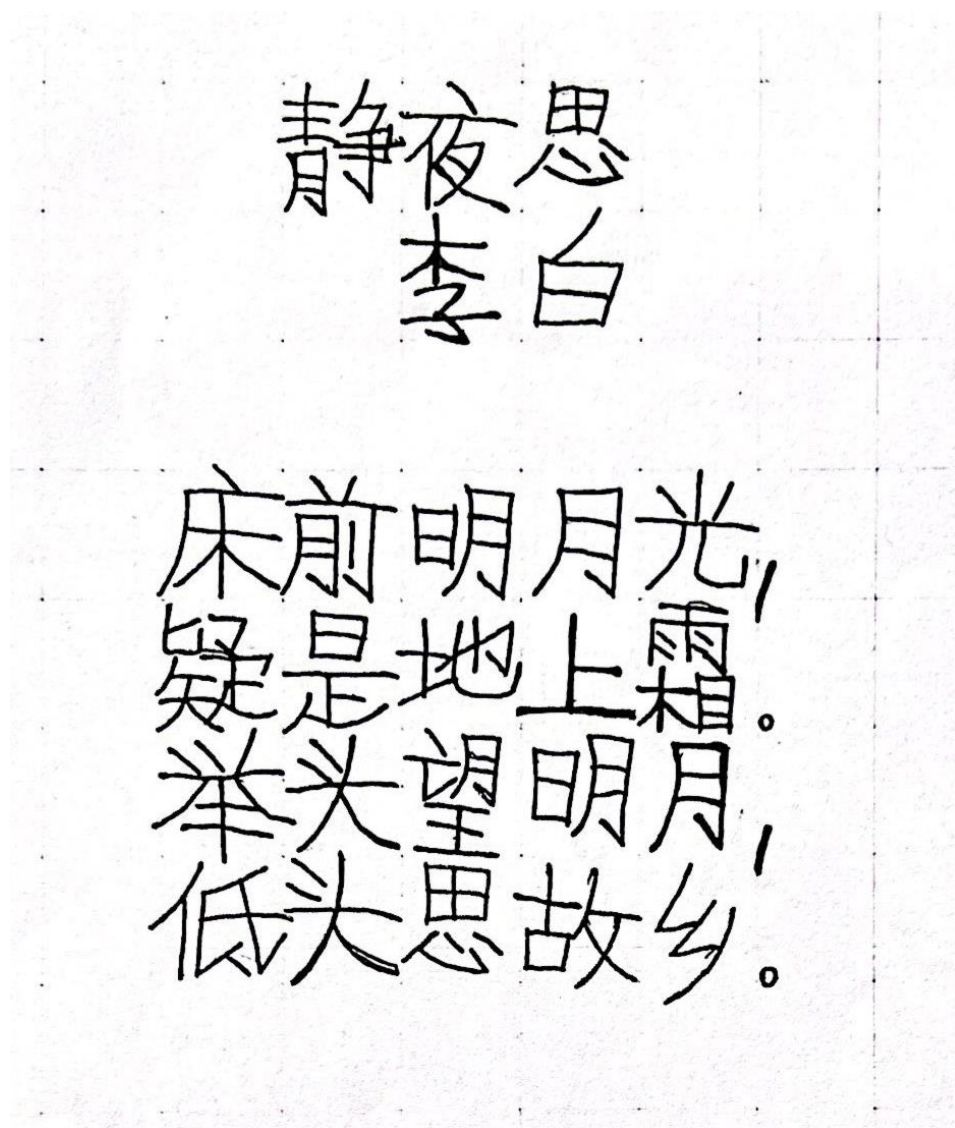 静夜思
李白
床前明月光,
疑是地上霜。
举头望明月,
低头思故乡。